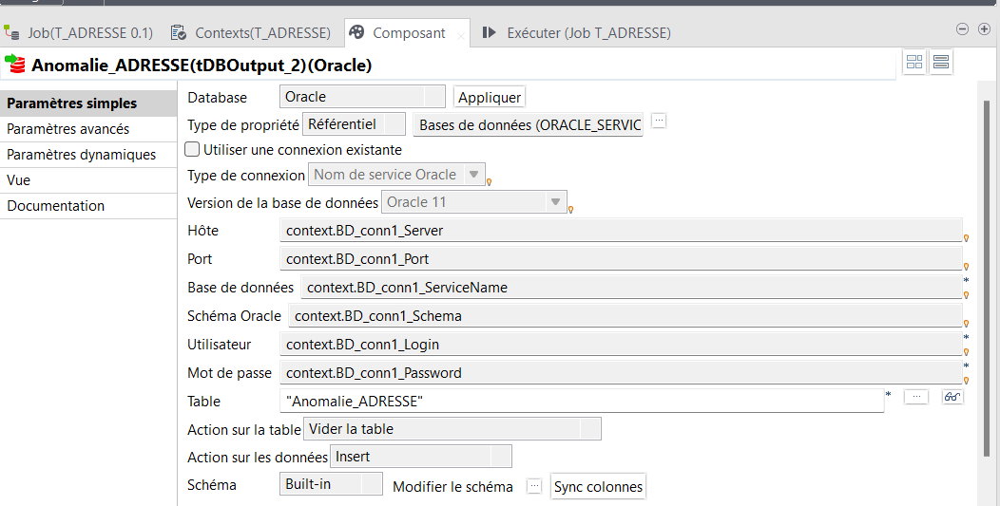 Job(T_ADRESSE 0.1) Contexts(T_ADRESSE) Composant Exécuter (Job T_ADRESSE)
Anomalie_ADRESSE(tDBOutput_2)(Oracle)
Paramètres simples
Paramètres avancés
Paramètres dynamiques
Vue
Documentation
Database Oracle Appliquer
Type de propriété Référentiel Bases de données (ORACLE_SERVIC ...
Utiliser une connexion existante
Type de connexion Nom de service Oracle
Version de la base de données Oracle 11
Hôte context.BD_conn1_Server
Port context.BD_conn1_Port
Base de données context.BD_conn1_ServiceName *
Schéma Oracle context.BD_conn1_Schema
Utilisateur context.BD_conn1_Login *
Mot de passe context.BD_conn1_Password *
Table "Anomalie_ADRESSE" * ...
Action sur la table Vider la table
Action sur les données Insert
Schéma Built-in Modifier le schéma ... Sync colonnes